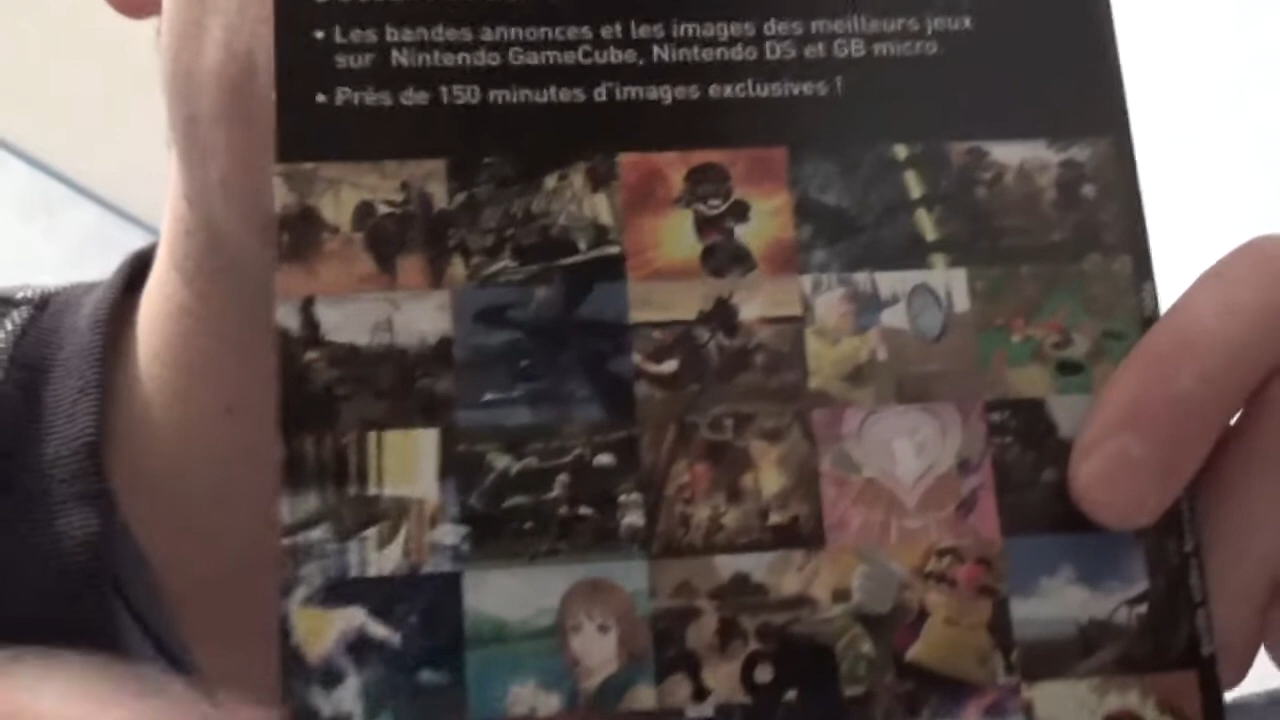 • Les bandes annonces et les images des meilleurs jeux
sur Nintendo GameCube, Nintendo DS et GB micro.
• Près de 150 minutes d'images exclusives !